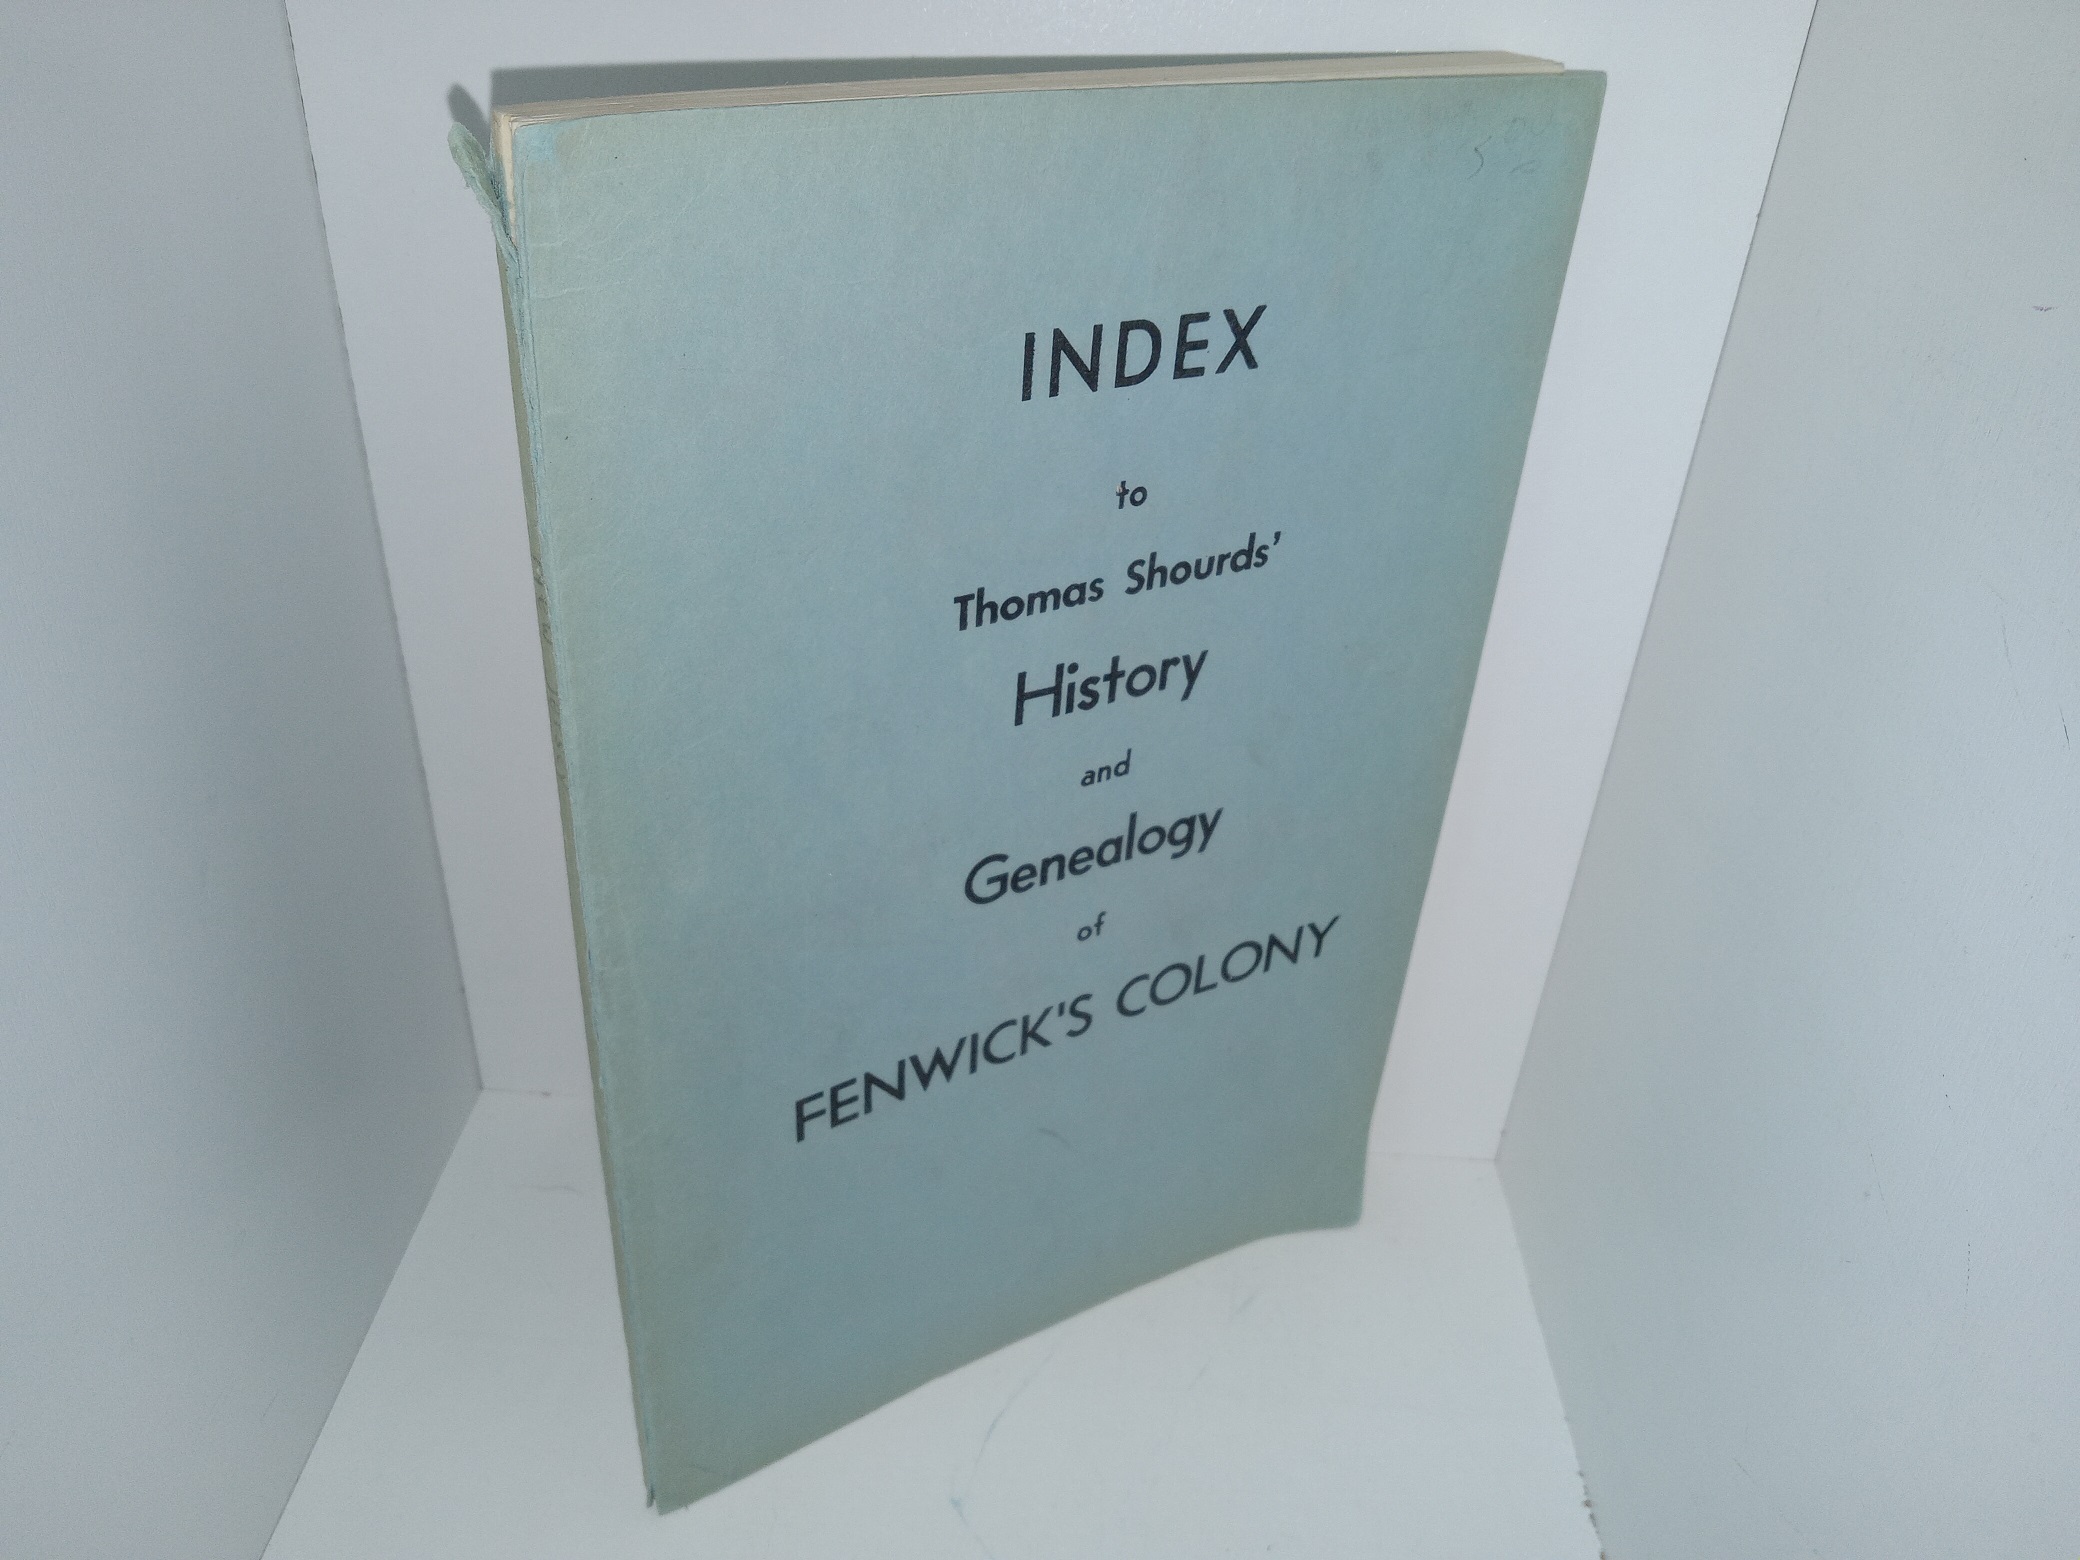 INDEX
to
Thomas Shourds'
History
and
Genealogy
of
FENWICK'S COLONY